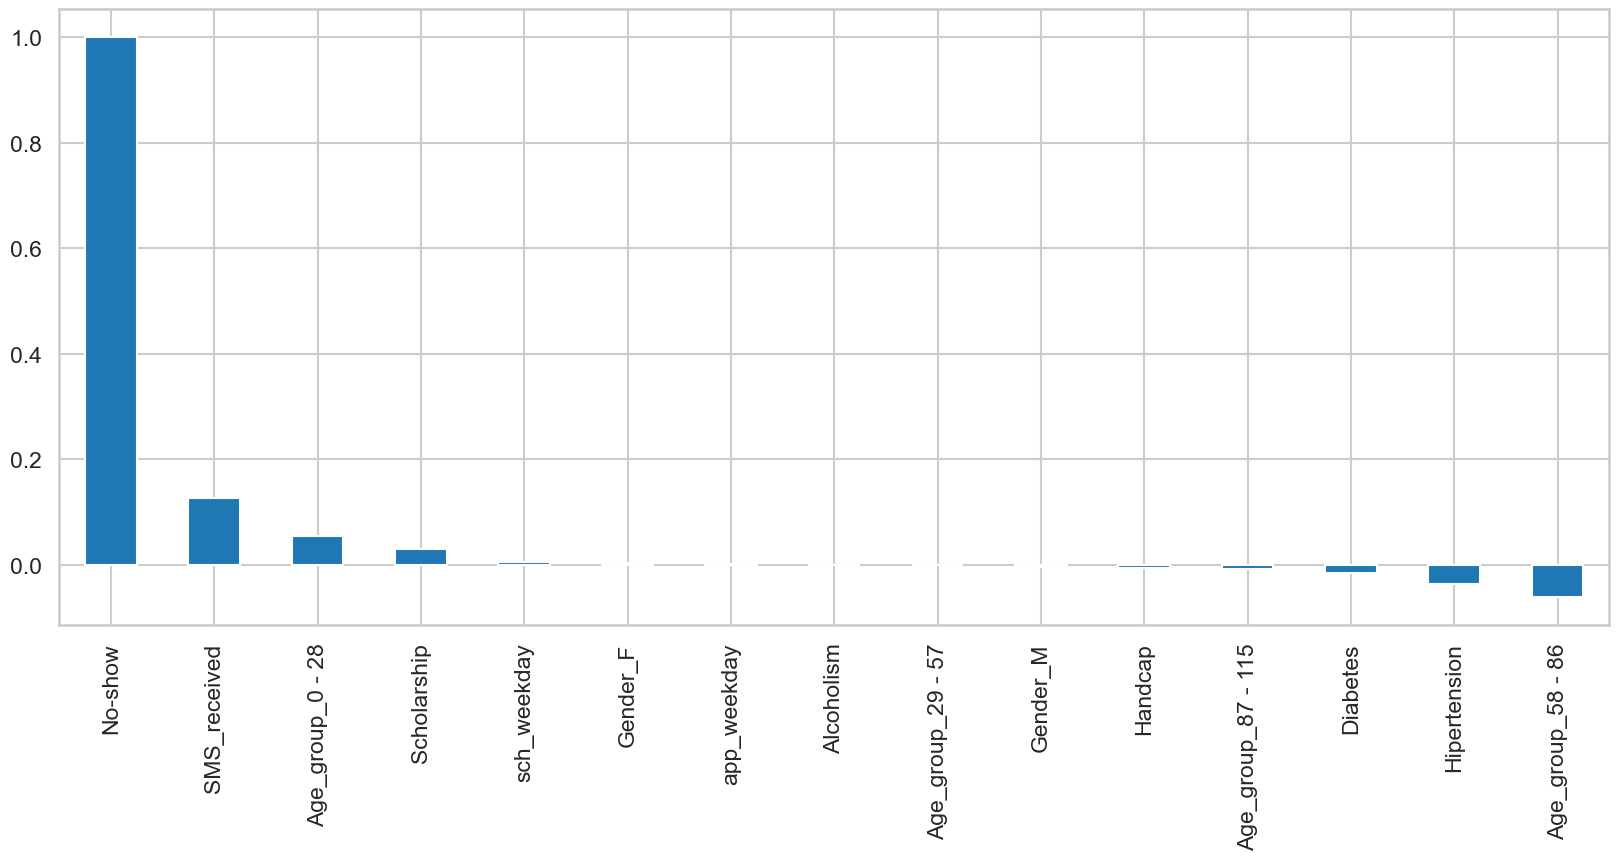 1.0
0.8
0.6
0.4
0.2
0.0
No-show
SMS_received
Age_group_0 - 28
Scholarship
sch_weekday
Gender_F
app_weekday
Alcoholism
Age_group_29 - 57
Gender_M
Handcap
Age_group_87 - 115
Diabetes
Hipertension
Age_group_58 - 86